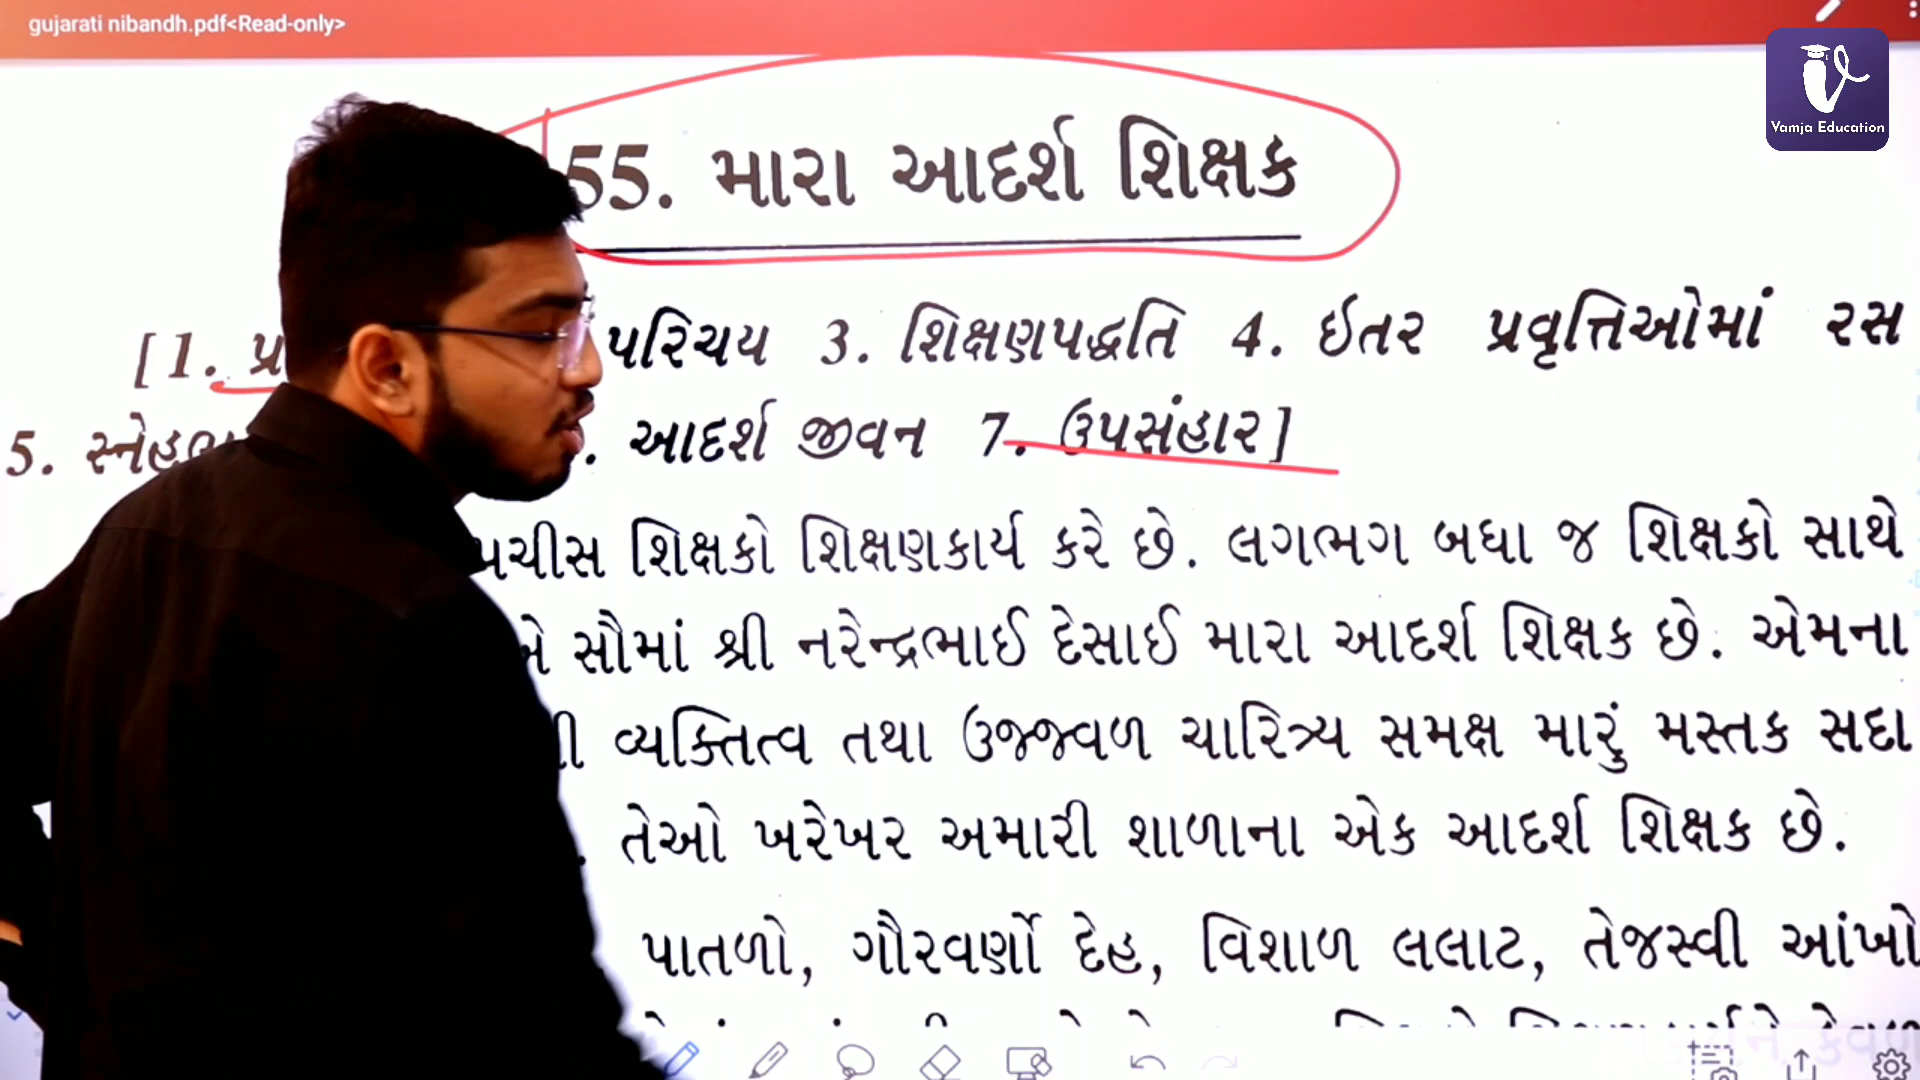 gujarati nibandh.pdf<Read-only>
Vamja Education
55. મારા આદર્શ શિક્ષક
[1. પરિચય 3. શિક્ષણપદ્ધતિ 4. ઇતર પ્રવૃત્તિઓમાં રસ
5. આદર્શ જીવન 7. ઉપસંહાર]
પચીસ શિક્ષકો શિક્ષણકાર્ય કરે છે. લગભગ બધા જ શિક્ષકો સાથે
સૌમાં શ્રી નરેન્દ્રભાઈ દેસાઈ મારા આદર્શ શિક્ષક છે. એમના
વ્યક્તિત્વ તથા ઉજ્જ્વળ ચારિત્ર્ય સમક્ષ મારું મસ્તક સદા
તેઓ ખરેખર અમારી શાળાના એક આદર્શ શિક્ષક છે.
પાતળો, ગૌરવર્ણો દેહ, વિશાળ લલાટ, તેજસ્વી આંખો